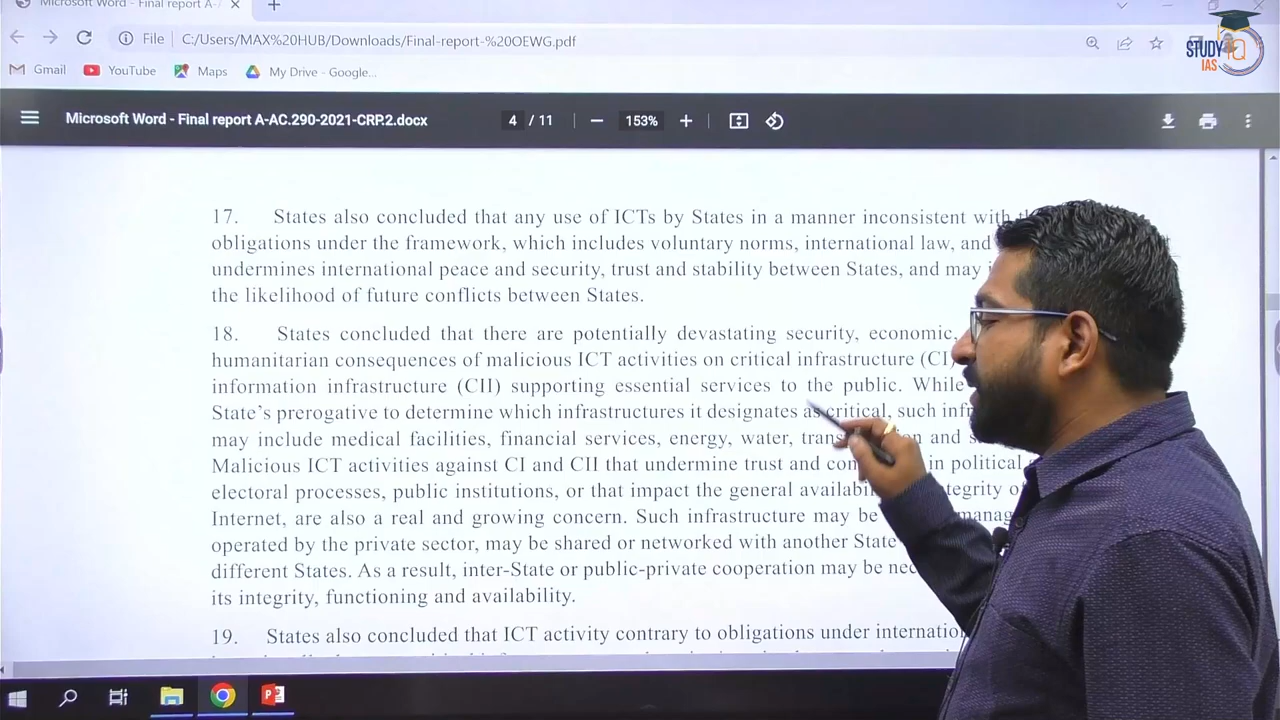 Microsoft Word - Final report A-
File C:/Users/MAX%20HUB/Downloads/Final-report-%20OEWG.pdf
STUDY IQ
IAS
Gmail YouTube Maps My Drive - Google...
Microsoft Word - Final report A-AC.290-2021-CRP.2.docx 4 / 11 153%
17. States also concluded that any use of ICTs by States in a manner inconsistent with
obligations under the framework, which includes voluntary norms, international law, and
undermines international peace and security, trust and stability between States, and may
the likelihood of future conflicts between States.
18. States concluded that there are potentially devastating security, economic,
humanitarian consequences of malicious ICT activities on critical infrastructure (CI)
information infrastructure (CII) supporting essential services to the public. While
State's prerogative to determine which infrastructures it designates as critical, such
may include medical facilities, financial services, energy, water, and
Malicious ICT activities against CI and CII that undermine trust and in political
electoral processes, public institutions, or that impact the general
Internet, are also a real and growing concern. Such infrastructure may be
operated by the private sector, may be shared or networked with another State
different States. As a result, inter-State or public-private cooperation may be
its integrity, functioning and availability.
19. States also concluded that ICT activity contrary to obligations under